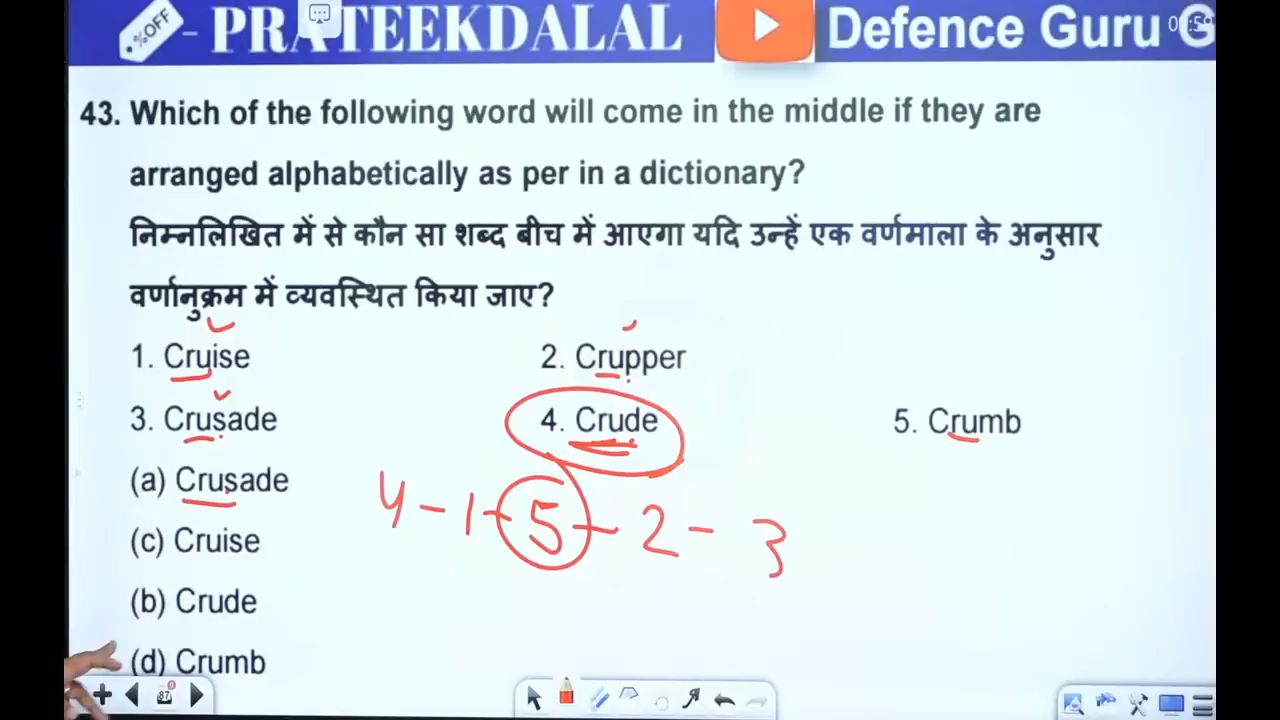 %OFF - PRATEEKDALAL Defence Guru G
43. Which of the following word will come in the middle if they are
arranged alphabetically as per in a dictionary?
निम्नलिखित में से कौन सा शब्द बीच में आएगा यदि उन्हें एक वर्णमाला के अनुसार
वर्णानुक्रम में व्यवस्थित किया जाए?
1. Cruise 2. Crupper
3. Crusade 4. Crude 5. Crumb
(a) Crusade
4 - 1 - 5 - 2 - 3
(c) Cruise
(b) Crude
(d) Crumb
87